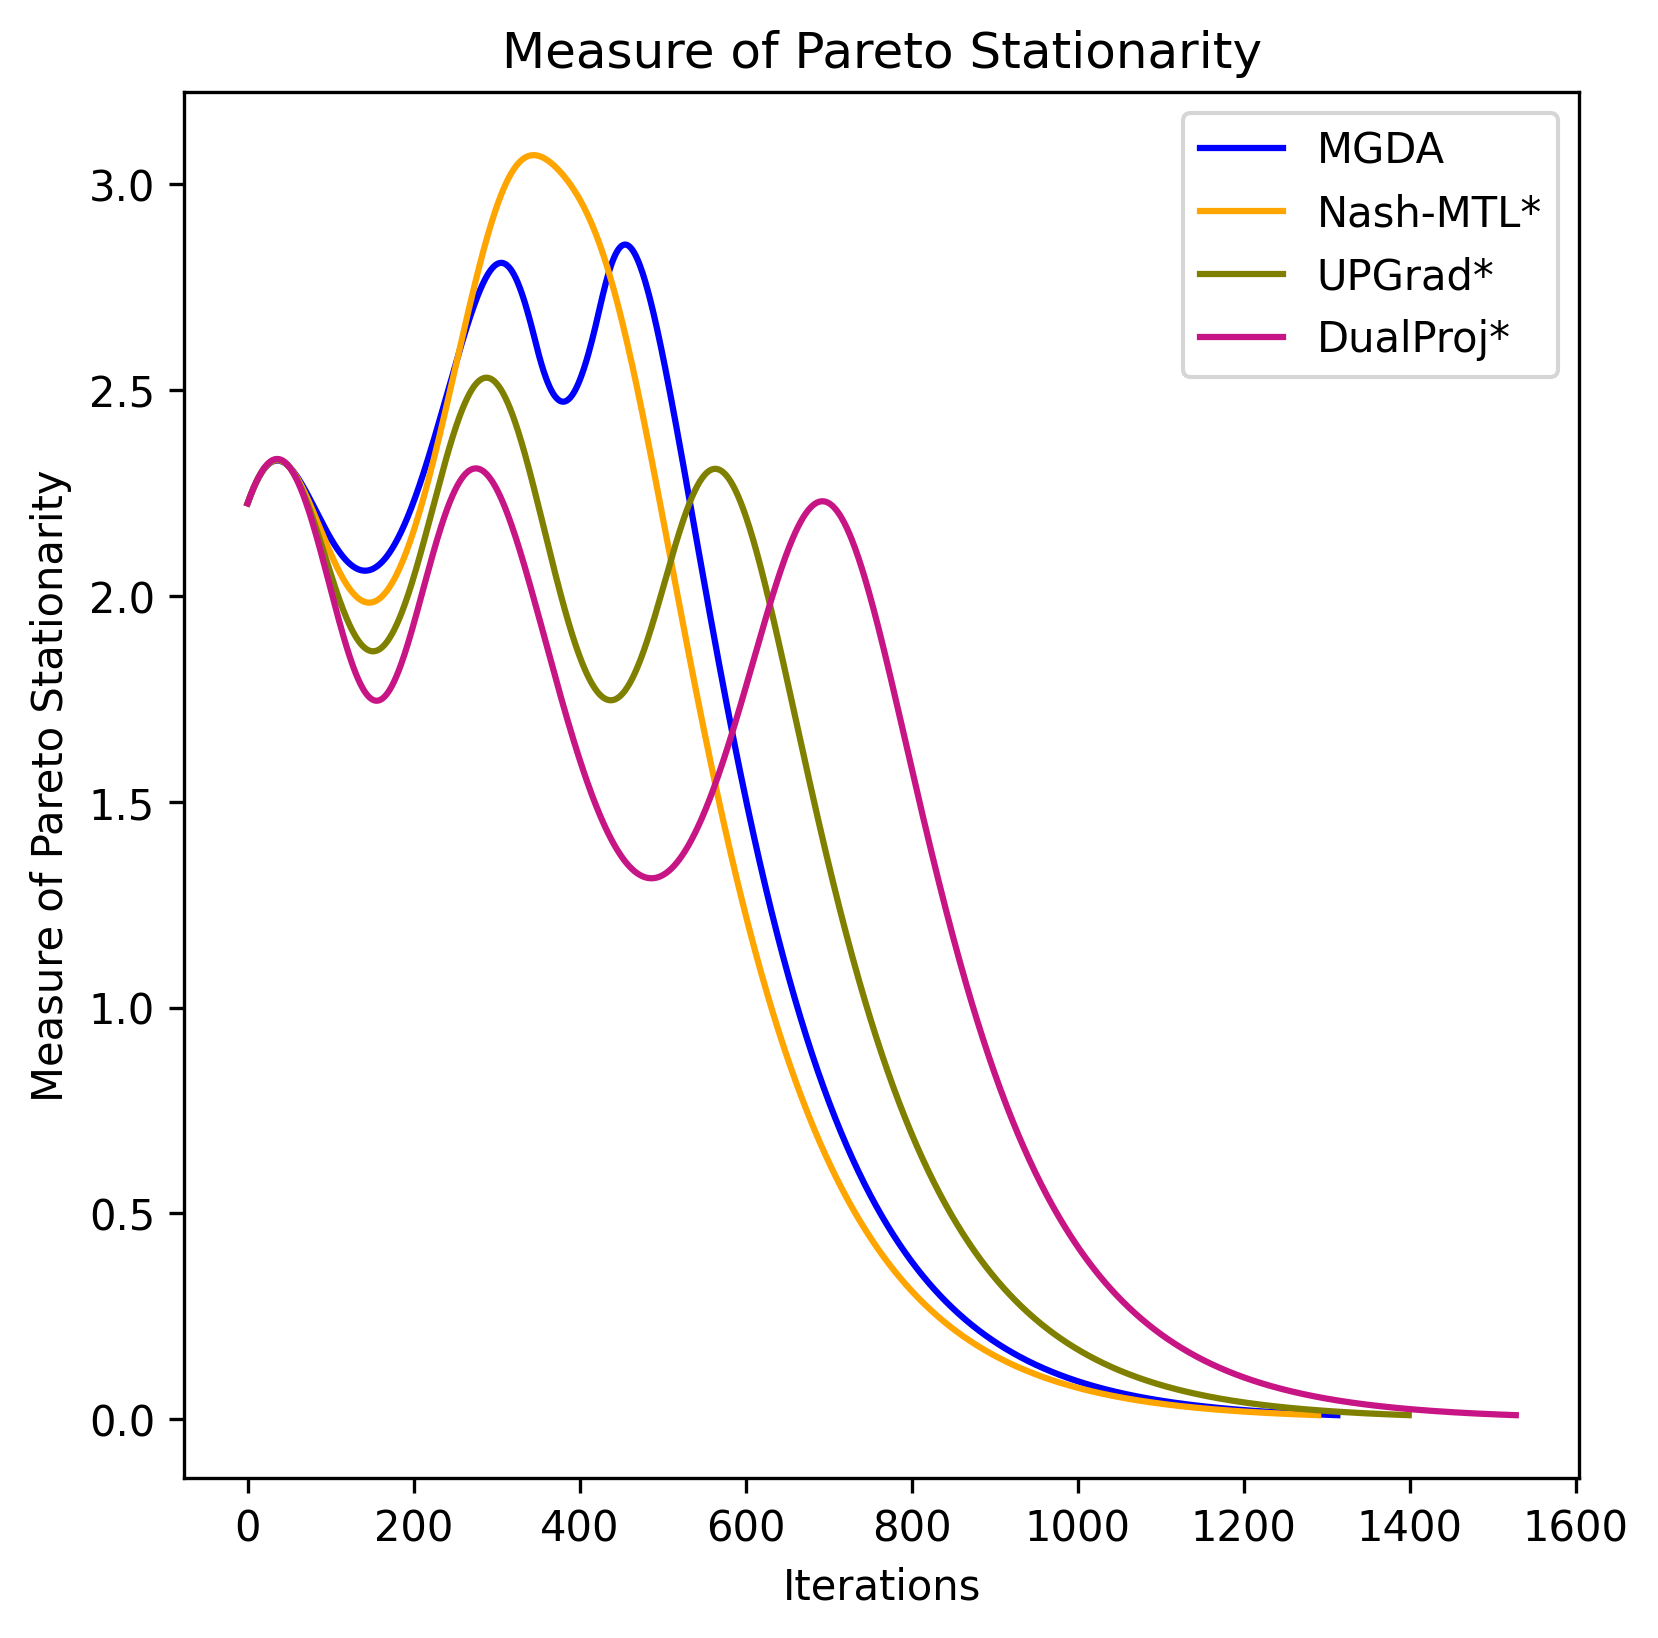 Measure of Pareto Stationarity
MGDA
Nash-MTL*
UPGrad*
DualProj*
Measure of Pareto Stationarity
3.0
2.5
2.0
1.5
1.0
0.5
0.0
0 200 400 600 800 1000 1200 1400 1600
Iterations